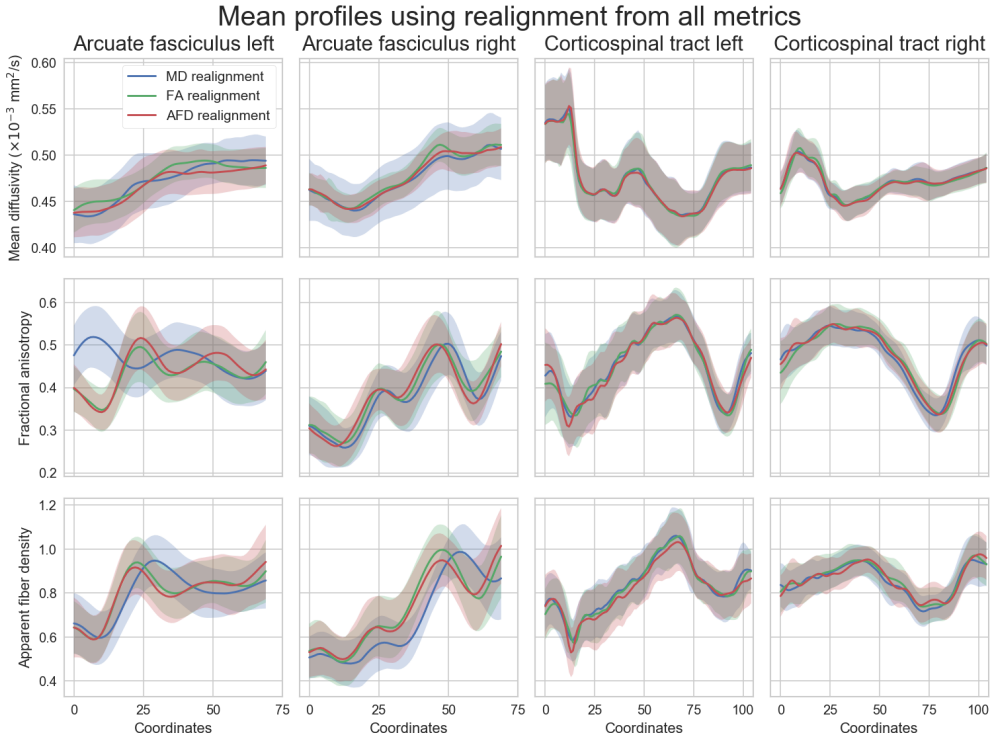 Mean profiles using realignment from all metrics
Arcuate fasciculus left
Arcuate fasciculus right
Corticospinal tract left
Corticospinal tract right
Mean diffusivity (×10⁻³ mm²/s)
0.60
0.55
0.50
0.45
0.40
MD realignment
FA realignment
AFD realignment
Fractional anisotropy
0.6
0.5
0.4
0.3
0.2
Apparent fiber density
1.2
1.0
0.8
0.6
0.4
0 25 50 75
0 25 50 75
0 25 50 75 100
0 25 50 75 100
Coordinates
Coordinates
Coordinates
Coordinates